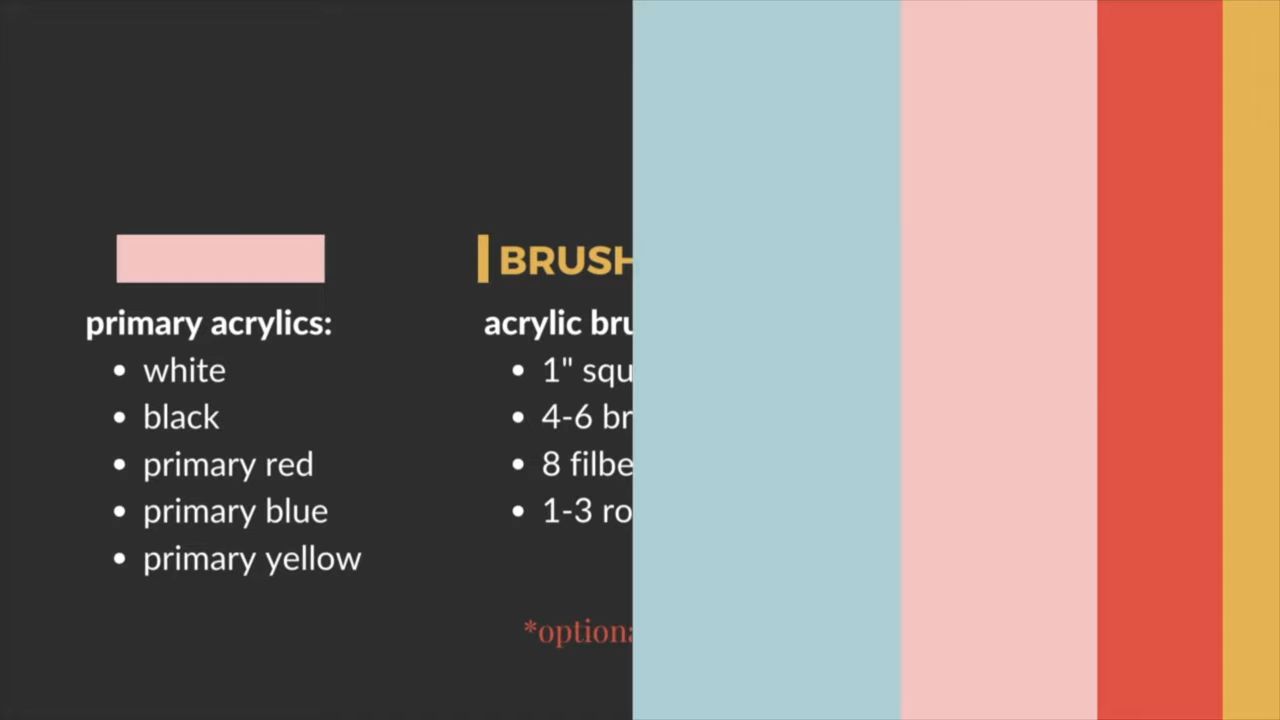 primary acrylics:
• white
• black
• primary red
• primary blue
• primary yellow
BRUSH
acrylic bru
• 1" squ
• 4-6 br
• 8 filbe
• 1-3 ro
*optiona